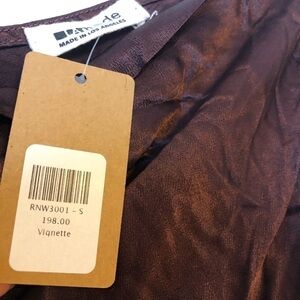 MADE IN LOS ANGELES
RNW3001 - S
198.00
Vignette